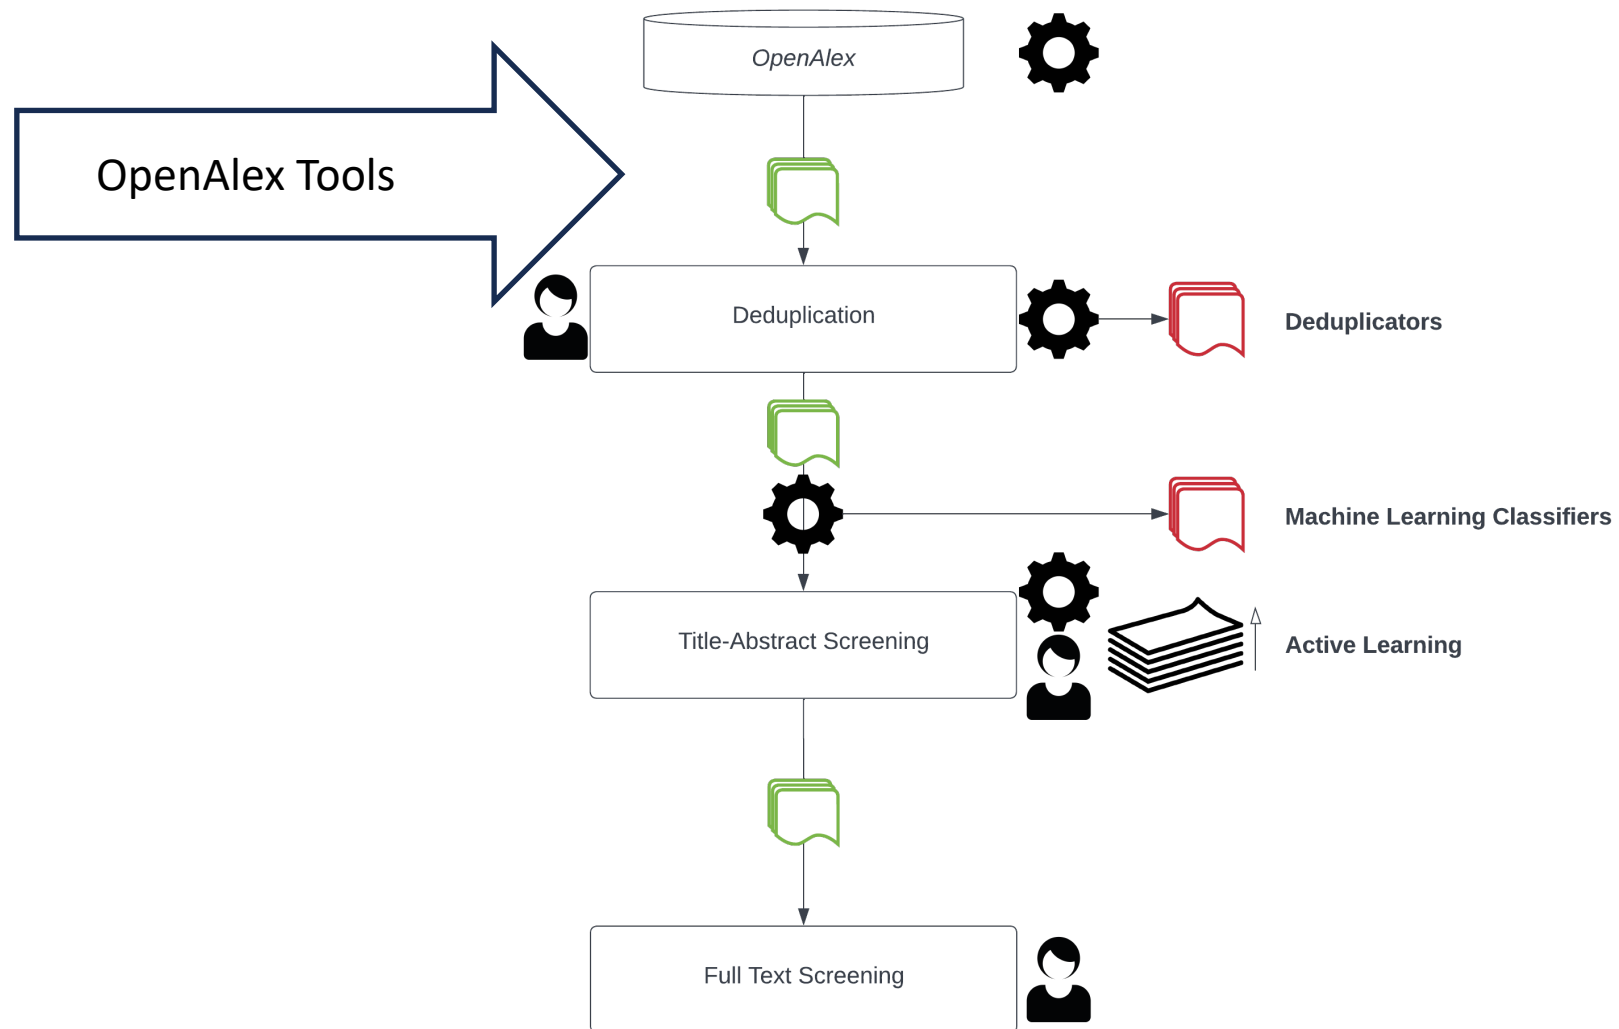 OpenAlex
OpenAlex Tools
Deduplication
Deduplicators
Machine Learning Classifiers
Title-Abstract Screening
Active Learning
Full Text Screening